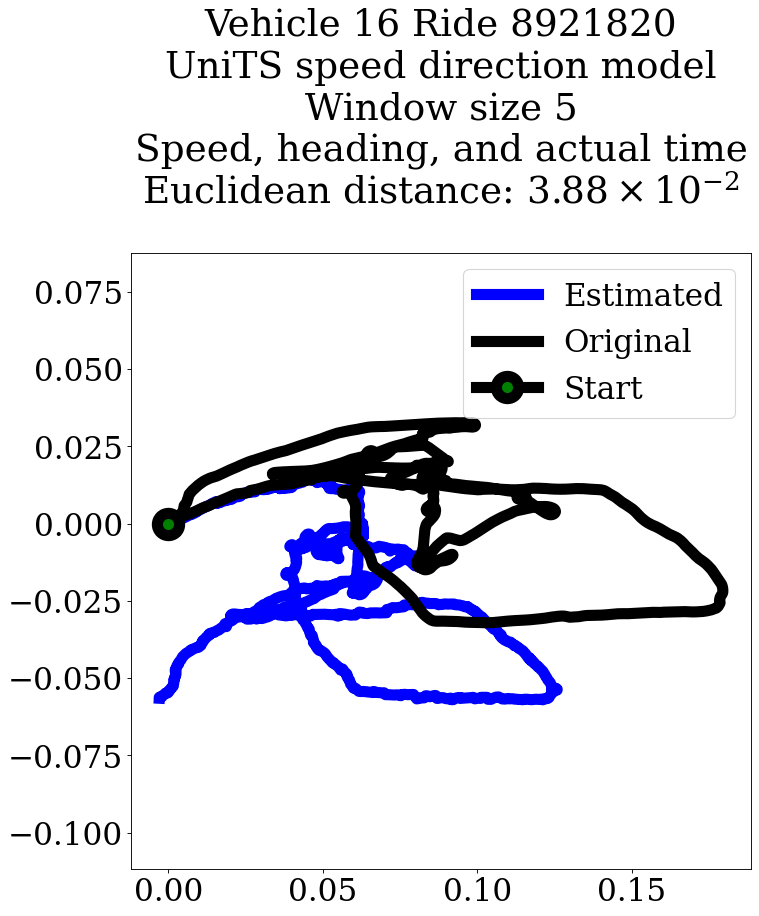 Vehicle 16 Ride 8921820
UniTS speed direction model
Window size 5
Speed, heading, and actual time
Euclidean distance: 3.88 × 10⁻²
Estimated
Original
Start
0.075
0.050
0.025
0.000
−0.025
−0.050
−0.075
−0.100
0.00 0.05 0.10 0.15